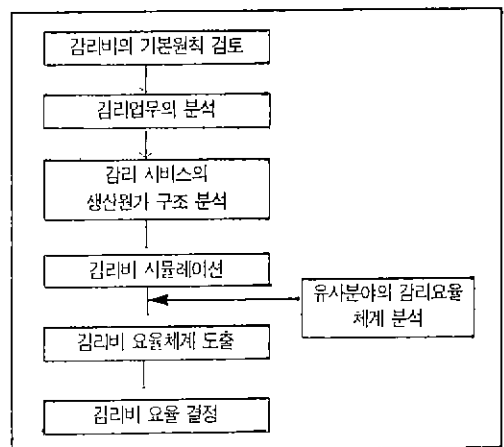 감리비의 기본원칙 검토
감리업무의 분석
감리 서비스의
생산원가 구조 분석
감리비 시뮬레이션
유사분야의 감리요율
체계 분석
감리비 요율체계 도출
감리비 요율 결정